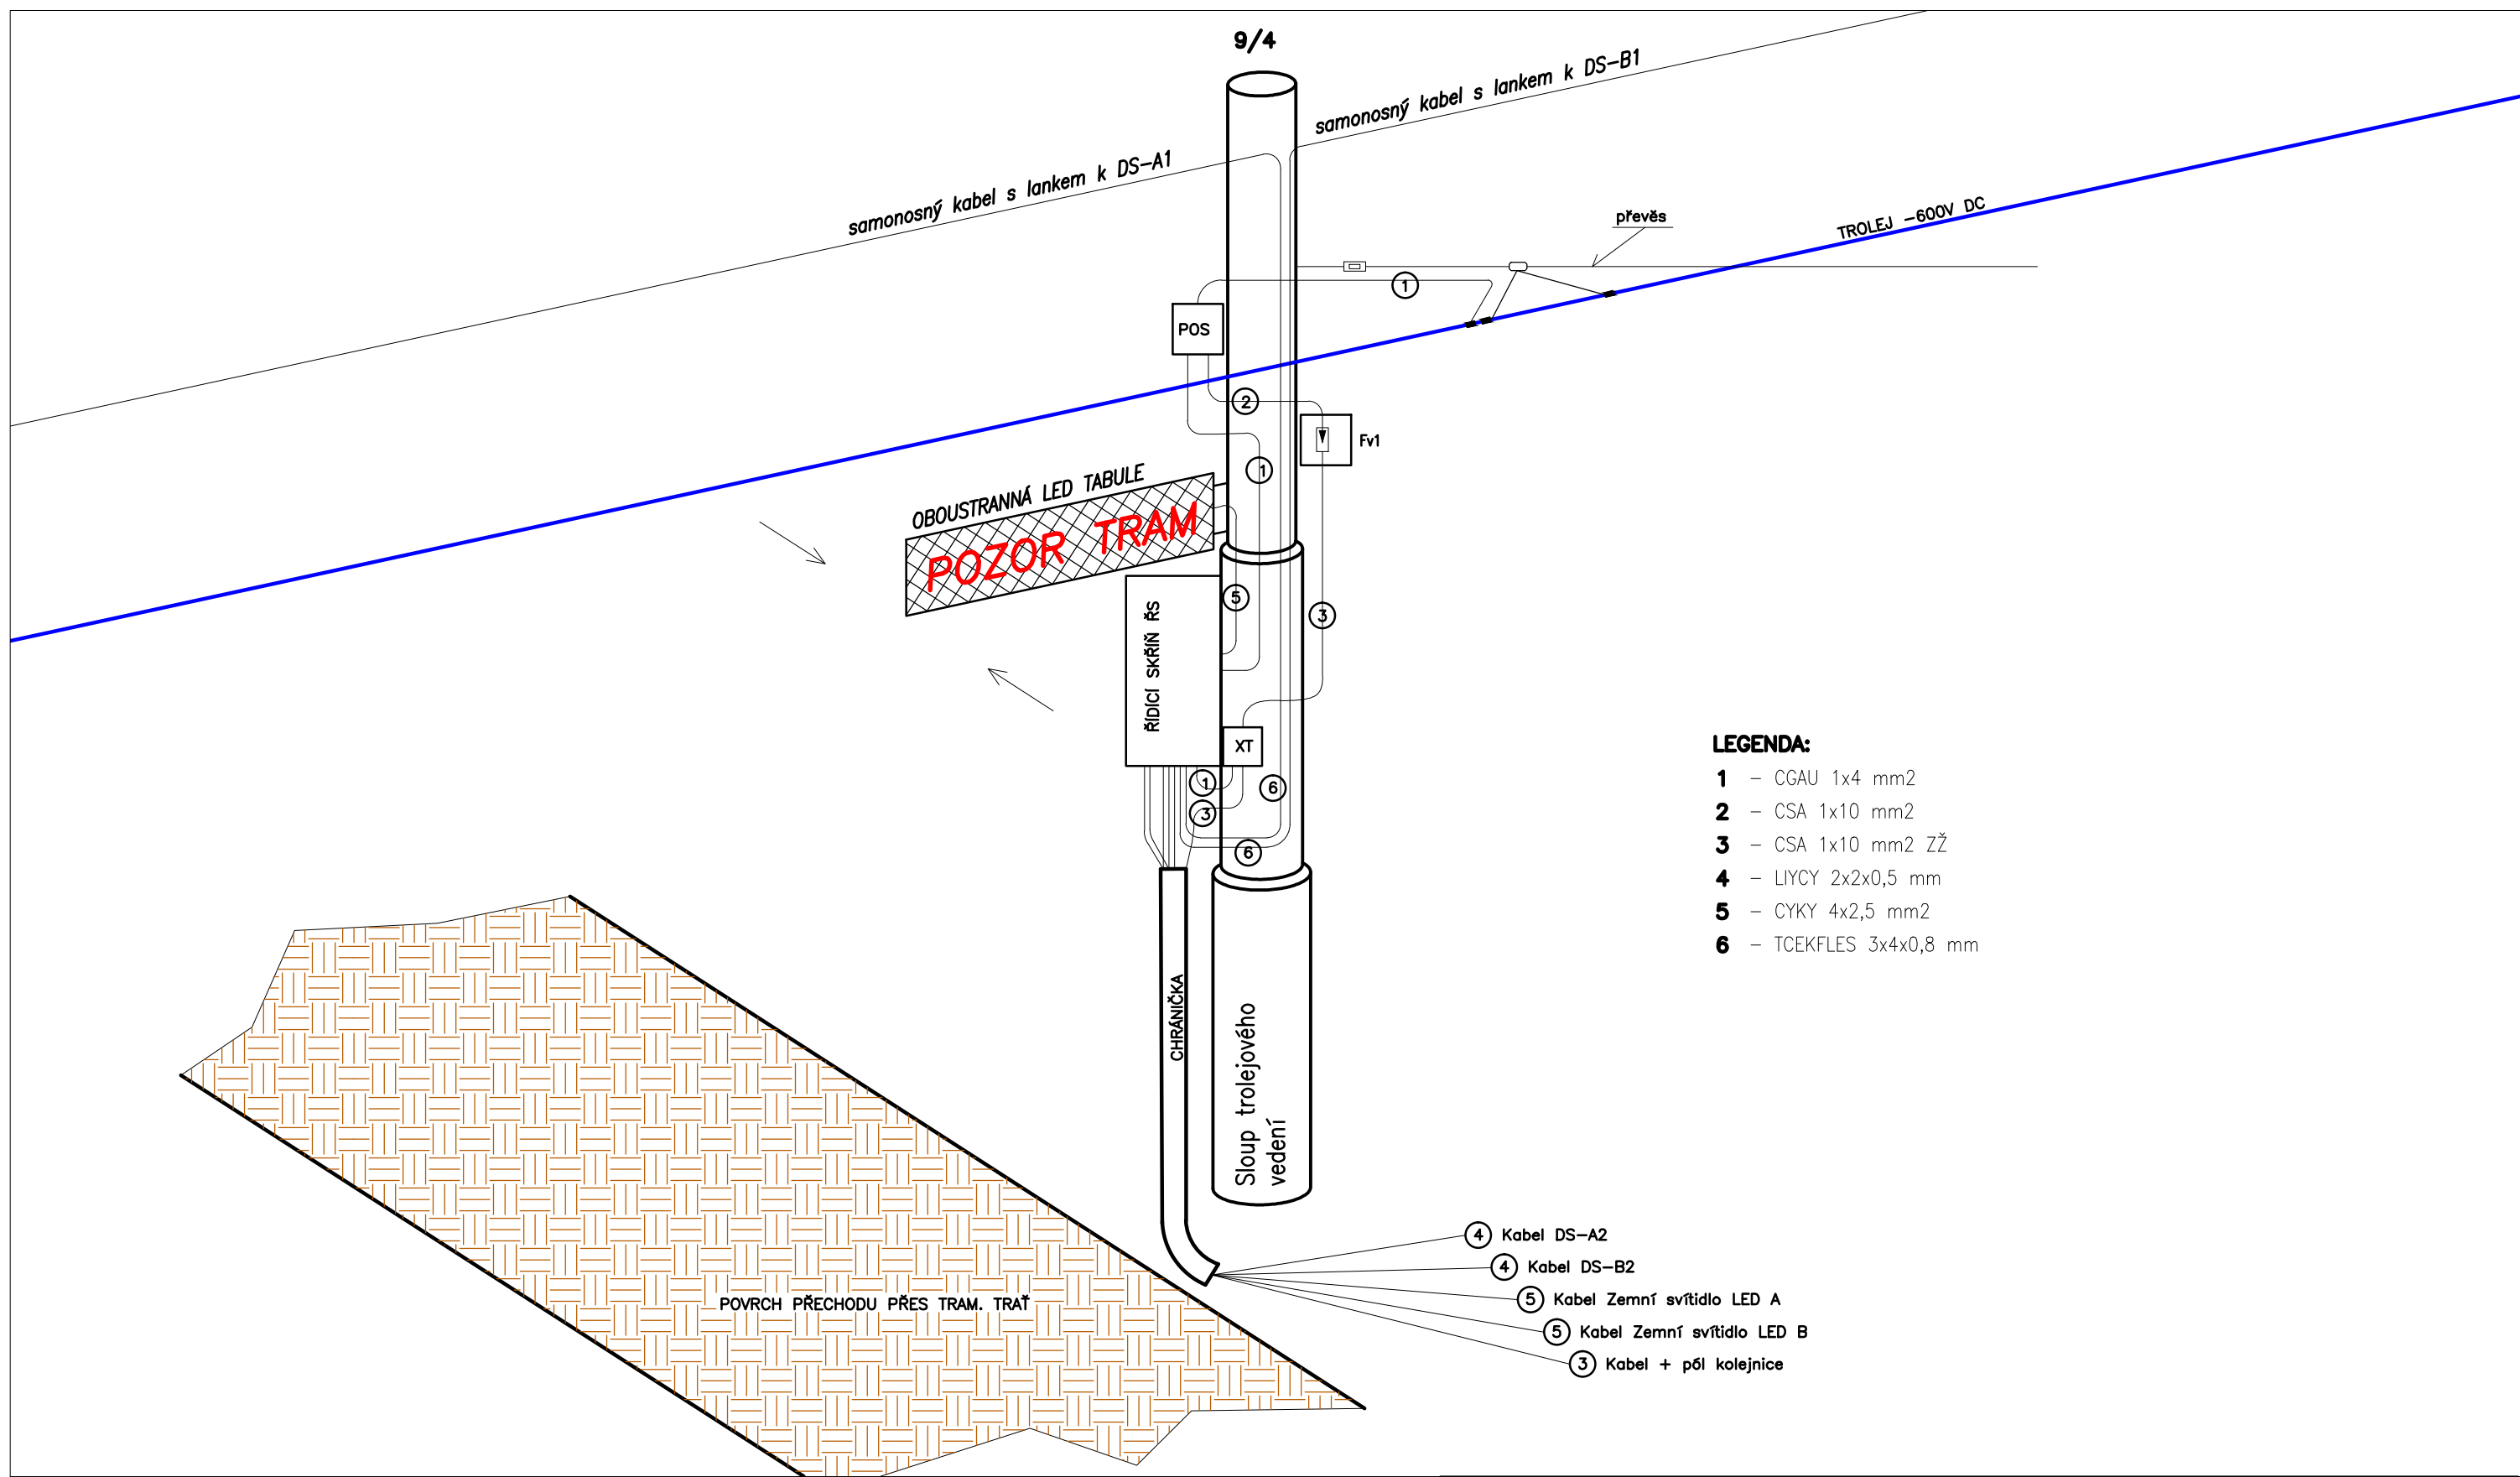 9/4
samonosný kabel s lankem k DS-B1
samonosný kabel s lankem k DS-A1
převěs
TROLEJ -600V DC
1
POS
2
Fv1
1
OBOUSTRANNÁ LED TABULE
POZOR TRAM
5
3
ŘÍDÍCÍ SKŘÍŇ ŘS
XT
1
6
3
6
LEGENDA:
1 - CGAU 1x4 mm2
2 - CSA 1x10 mm2
3 - CSA 1x10 mm2 ZŽ
4 - LIYCY 2x2x0,5 mm
5 - CYKY 4x2,5 mm2
6 - TCEKFLES 3x4x0,8 mm
CHRÁNIČKA
Sloup trolejového
vedení
4 Kabel DS-A2
4 Kabel DS-B2
5 Kabel Zemní svítidlo LED A
5 Kabel Zemní svítidlo LED B
3 Kabel + pól kolejnice
POVRCH PŘECHODU PŘES TRAM. TRAŤ